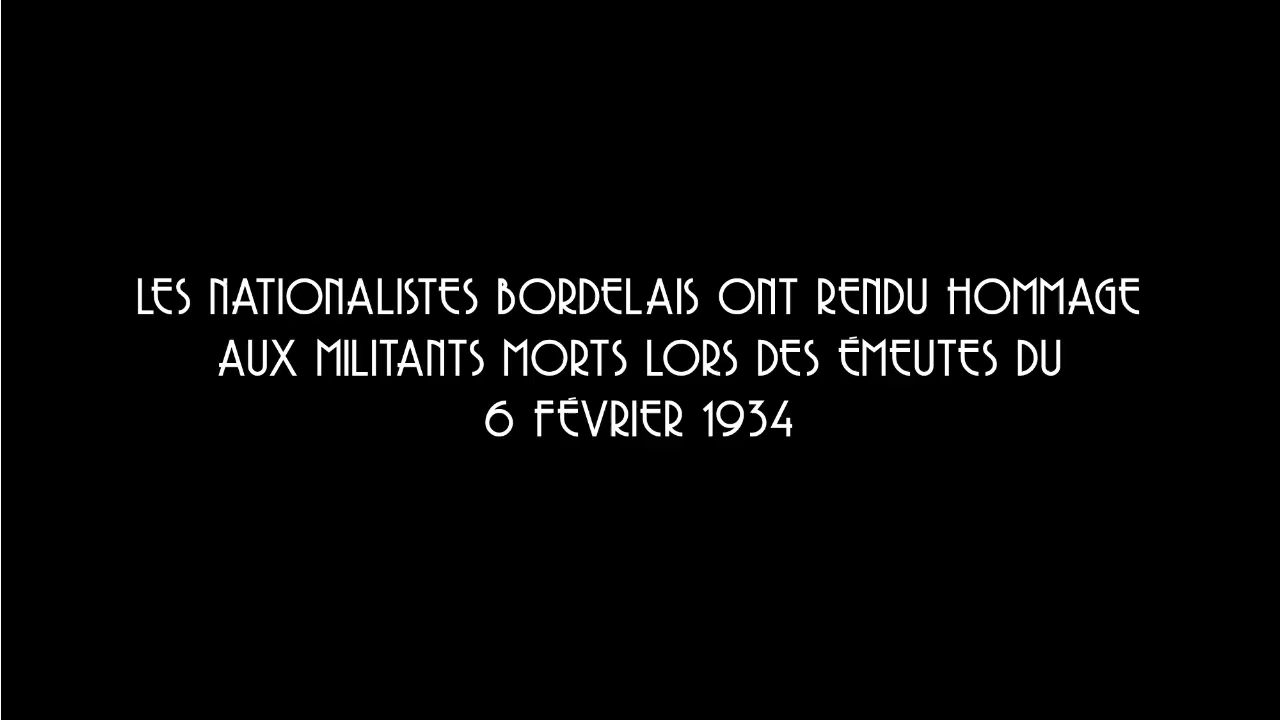 LES NATIONALISTES BORDELAIS ONT RENDU HOMMAGE
AUX MILITANTS MORTS LORS DES ÉMEUTES DU
6 FÉVRIER 1934